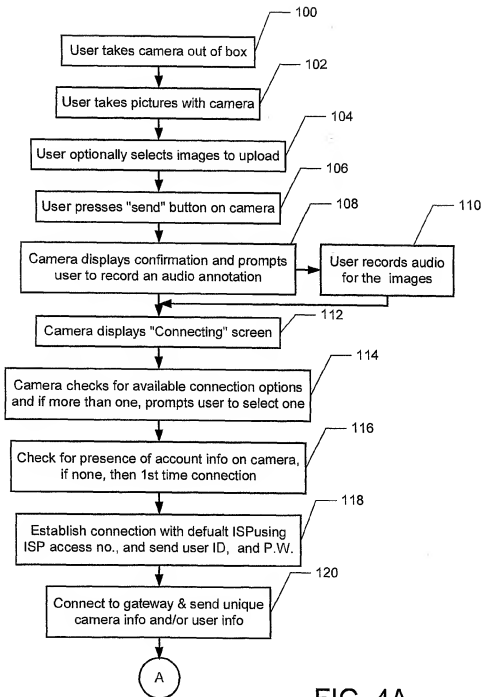 100
User takes camera out of box
102
User takes pictures with camera
104
User optionally selects images to upload
106
User presses "send" button on camera
108
110
Camera displays confirmation and prompts
user to record an audio annotation
User records audio
for the images
112
Camera displays "Connecting" screen
114
Camera checks for available connection options
and if more than one, prompts user to select one
116
Check for presence of account info on camera,
if none, then 1st time connection
118
Establish connection with defualt ISPusing
ISP access no., and send user ID, and P.W.
120
Connect to gateway & send unique
camera info and/or user info
A
FIG. 4A